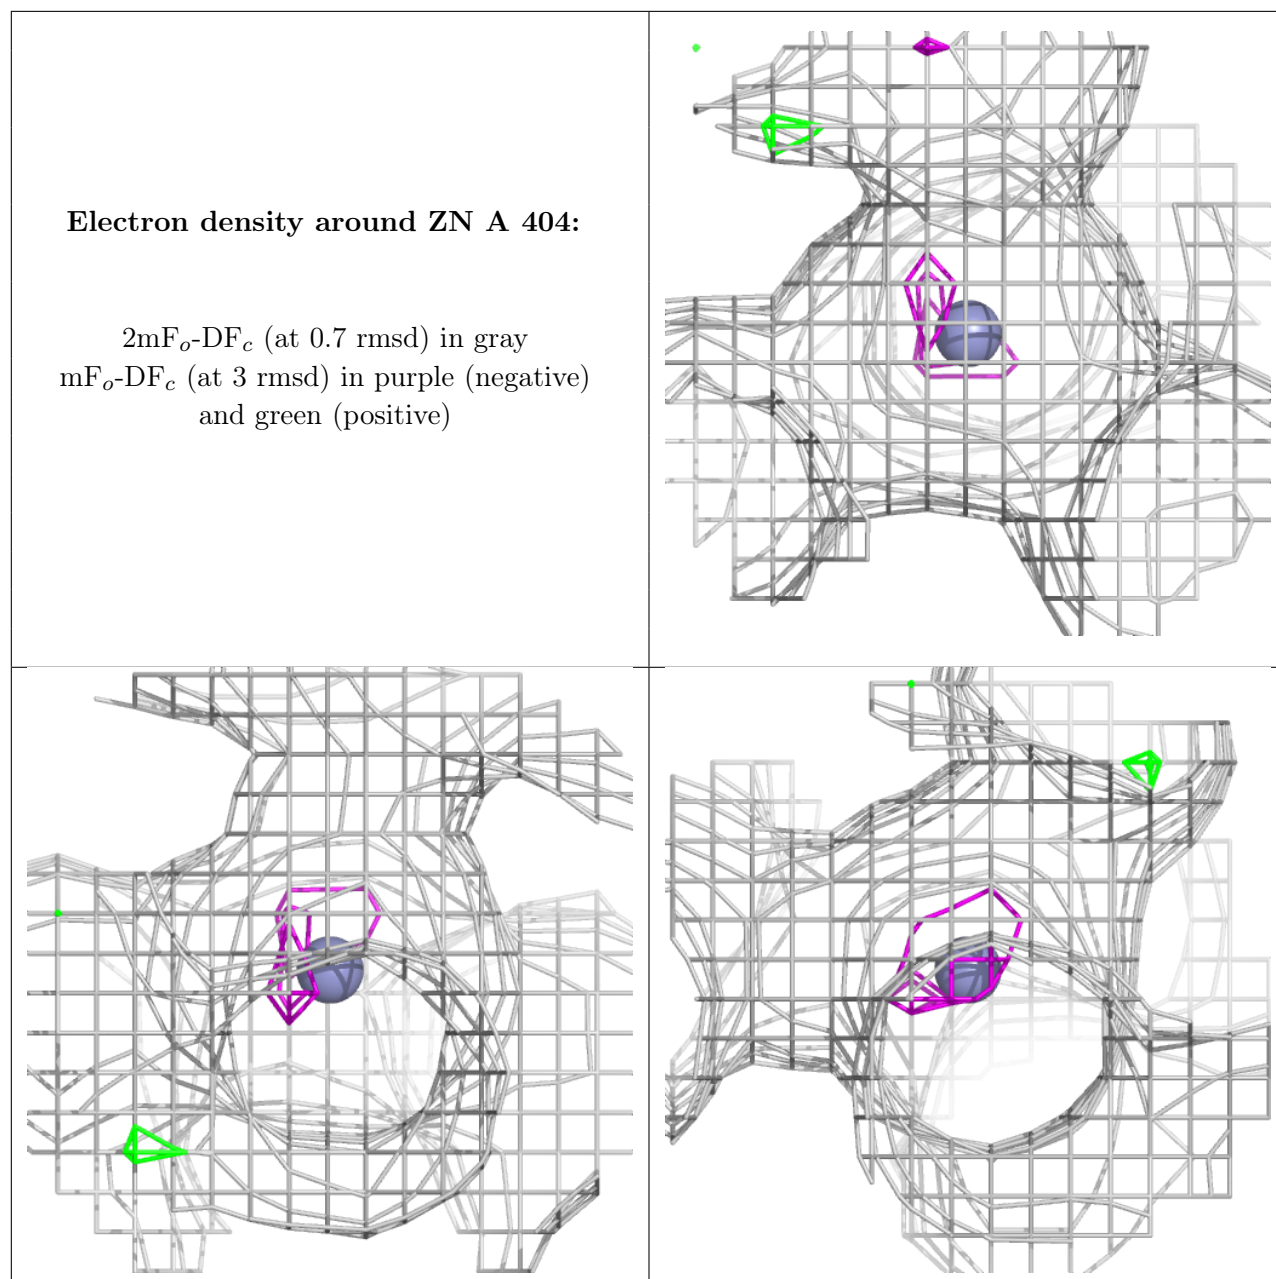 Electron density around ZN A 404:
2mFo-DFc (at 0.7 rmsd) in gray
mFo-DFc (at 3 rmsd) in purple (negative)
and green (positive)